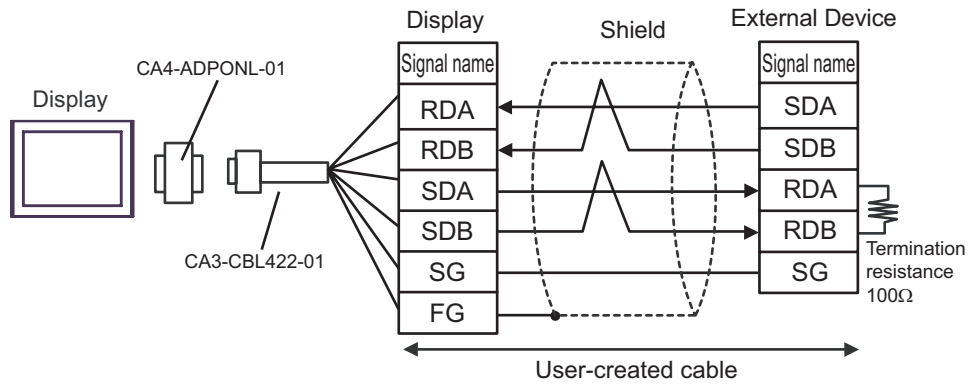 Display
Shield
External Device
CA4-ADPONL-01
Signal name
Signal name
Display
RDA
SDA
RDB
SDB
SDA
RDA
SDB
RDB
CA3-CBL422-01
SG
SG
Termination
resistance
100Ω
FG
User-created cable